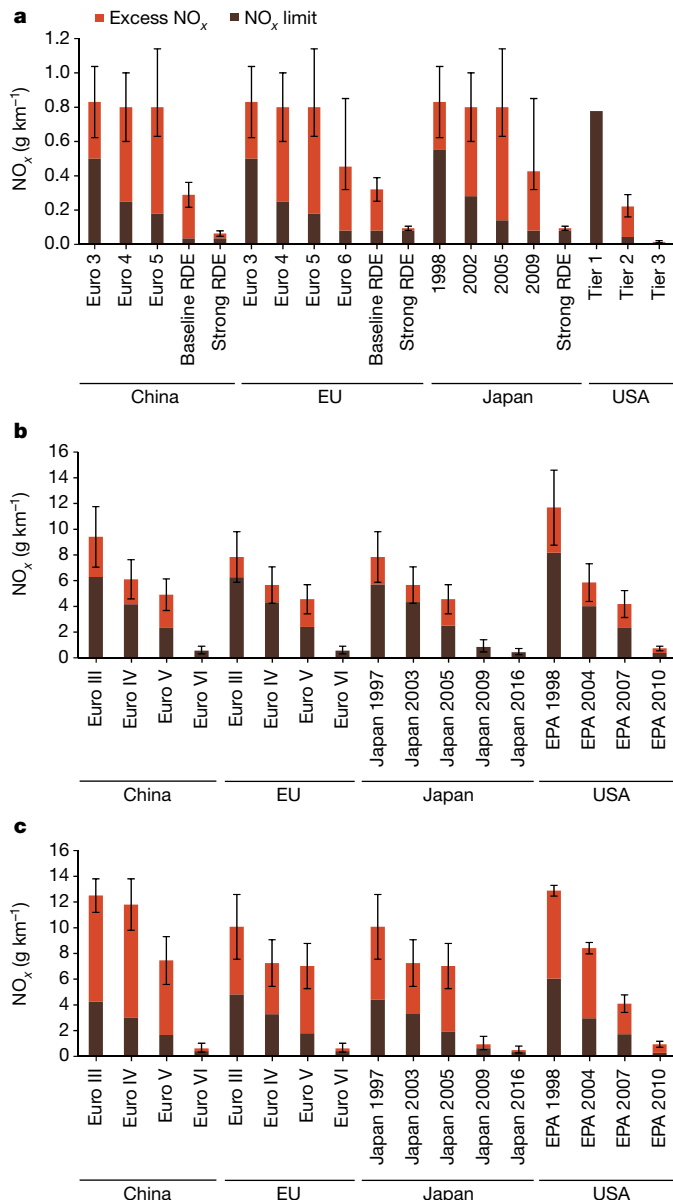 a
Excess NOx NOx limit
NOx (g km⁻¹)
1.2
1.0
0.8
0.6
0.4
0.2
0.0
Euro 3 Euro 4 Euro 5 Baseline RDE Strong RDE Euro 3 Euro 4 Euro 5 Euro 6 Baseline RDE Strong RDE 1998 2002 2005 2009 Strong RDE Tier 1 Tier 2 Tier 3
China EU Japan USA
b
NOx (g km⁻¹)
16
14
12
10
8
6
4
2
0
Euro III Euro IV Euro V Euro VI Euro III Euro IV Euro V Euro VI Japan 1997 Japan 2003 Japan 2005 Japan 2009 Japan 2016 EPA 1998 EPA 2004 EPA 2007 EPA 2010
China EU Japan USA
c
NOx (g km⁻¹)
16
14
12
10
8
6
4
2
0
Euro III Euro IV Euro V Euro VI Euro III Euro IV Euro V Euro VI Japan 1997 Japan 2003 Japan 2005 Japan 2009 Japan 2016 EPA 1998 EPA 2004 EPA 2007 EPA 2010
China EU Japan USA